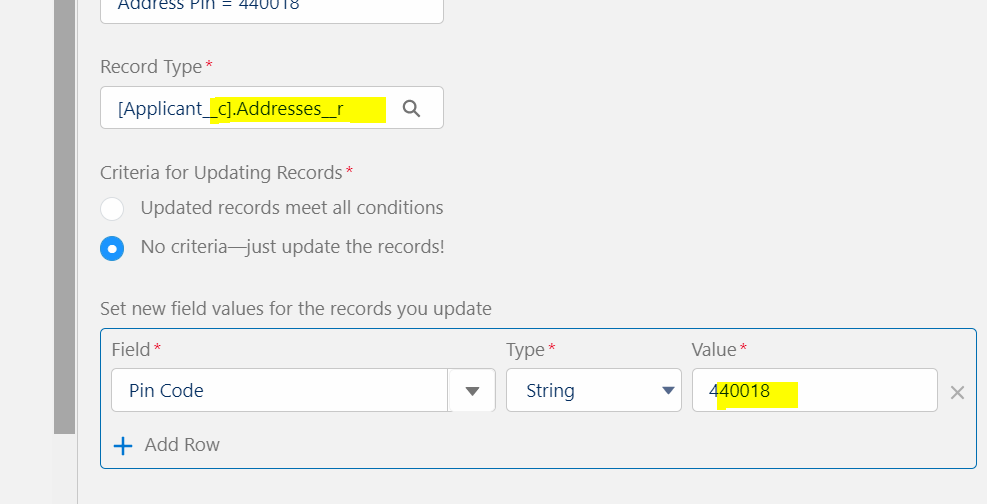 Address Pin = 440018
Record Type*
[Applicant__c].Addresses__r
Criteria for Updating Records*
Updated records meet all conditions
No criteria—just update the records!
Set new field values for the records you update
Field* Type* Value*
Pin Code String 440018
Add Row